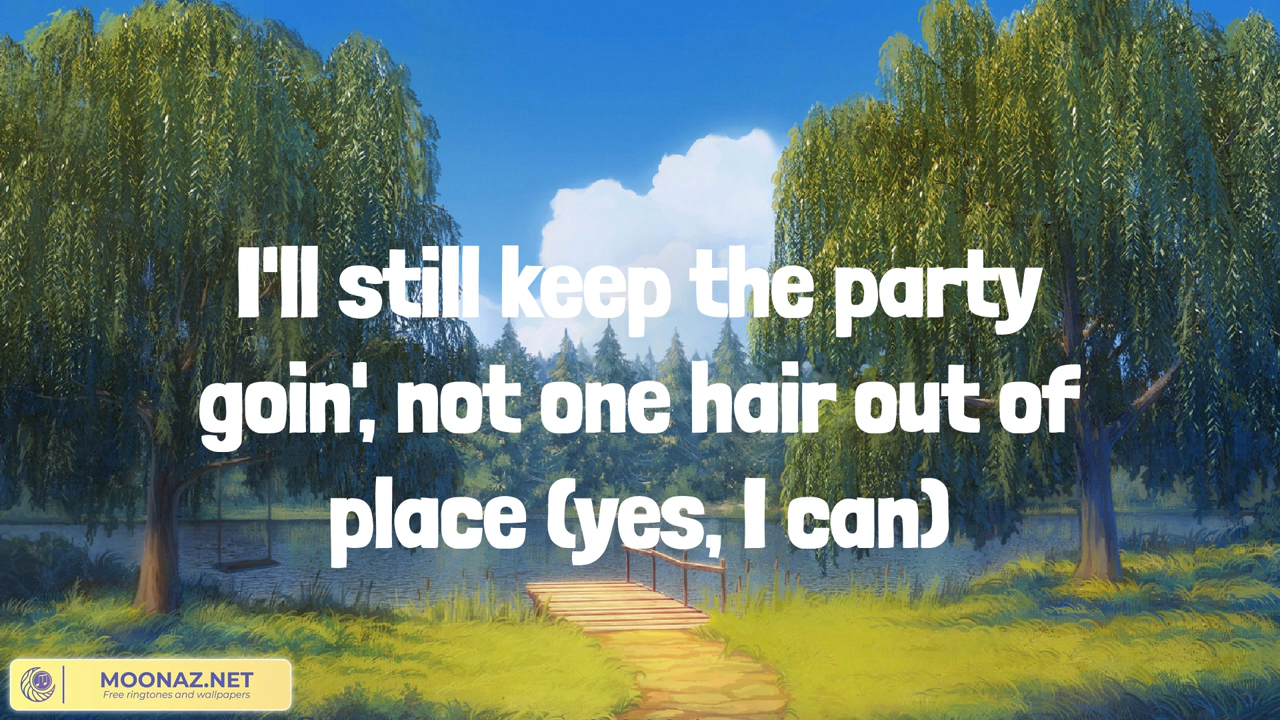 I'll still keep the party
goin', not one hair out of
place (yes, I can)
MOONAZ.NET
Free ringtones and wallpapers